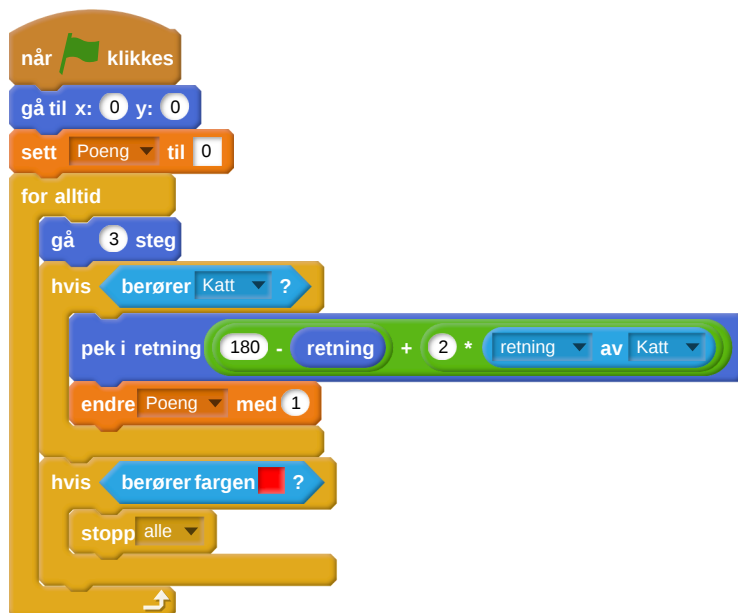 når klikkes
gå til x: 0 y: 0
sett Poeng til 0
for alltid
gå 3 steg
hvis berører Katt ?
pek i retning 180 - retning + 2 * retning av Katt
endre Poeng med 1
hvis berører fargen ?
stopp alle